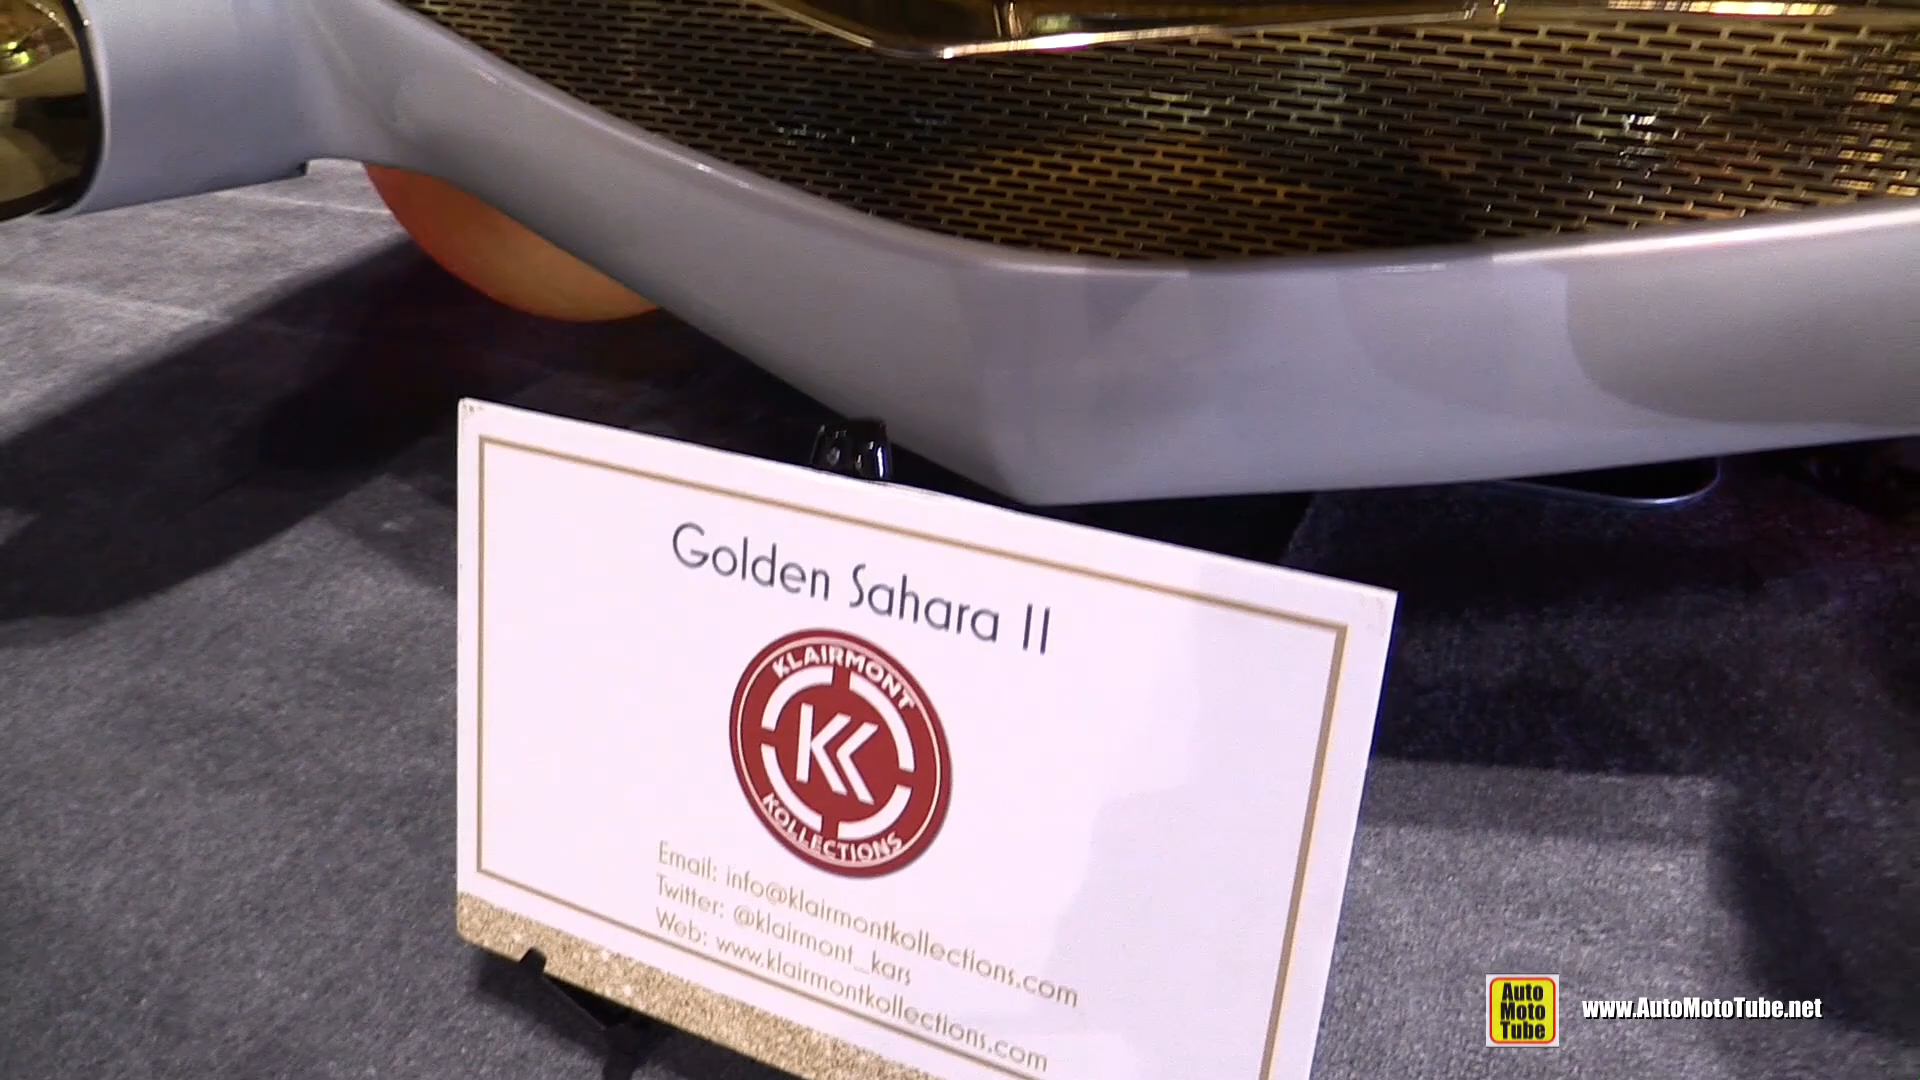 Golden Sahara II
KLAIRMONT
KK
KOLLECTIONS
Email: info@klairmontkollections.com
Twitter: @klairmont_kars
Web: www.klairmontkollections.com
Auto
Moto
Tube
www.AutoMotoTube.net